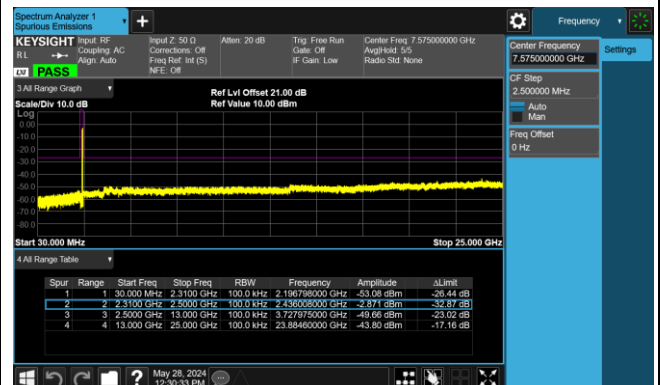 Spectrum Analyzer 1
Spurious Emissions
Frequency
KEYSIGHT Input: RF Input Z: 50 Ω Atten: 20 dB Trig: Free Run Center Freq: 7.575000000 GHz
RL Coupling: AC Corrections: Off Gate: Off Avg|Hold: 5/5
Align: Auto Freq Ref: Int (S) IF Gain: Low Radio Std: None
LXI PASS NFE: Off
Center Frequency
7.575000000 GHz
Settings
CF Step
2.500000 MHz
Auto
Man
Freq Offset
0 Hz
3 All Range Graph
Ref Lvl Offset 21.00 dB
Scale/Div 10.0 dB Ref Value 10.00 dBm
Log
0.00
-10.0
-20.0
-30.0
-40.0
-50.0
-60.0
-70.0
-80.0
Start 30.000 MHz Stop 25.000 GHz
4 All Range Table
Spur Range Start Freq Stop Freq RBW Frequency Amplitude ΔLimit
1 1 30.000 MHz 2.3100 GHz 100.0 kHz 2.196798000 GHz -53.08 dBm -26.44 dB
2 2 2.3100 GHz 2.5000 GHz 100.0 kHz 2.436008000 GHz -2.871 dBm -32.87 dB
3 3 2.5000 GHz 13.000 GHz 100.0 kHz 3.727975000 GHz -49.66 dBm -23.02 dB
4 4 13.000 GHz 25.000 GHz 100.0 kHz 23.88460000 GHz -43.80 dBm -17.16 dB
May 28, 2024
12:30:33 PM